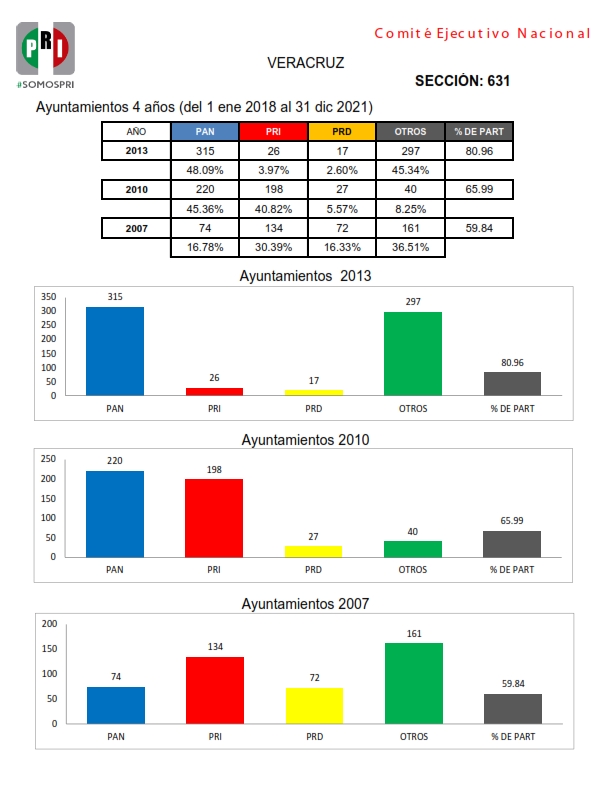 Comité Ejecutivo Nacional
PRI
#SOMOSPRI
VERACRUZ
SECCIÓN: 631
Ayuntamientos 4 años (del 1 ene 2018 al 31 dic 2021)
AÑO PAN PRI PRD OTROS % DE PART
2013 315 26 17 297 80.96
48.09% 3.97% 2.60% 45.34%
2010 220 198 27 40 65.99
45.36% 40.82% 5.57% 8.25%
2007 74 134 72 161 59.84
16.78% 30.39% 16.33% 36.51%
Ayuntamientos 2013
350
300
250
200
150
100
50
0
315
26
17
297
80.96
PAN PRI PRD OTROS % DE PART
Ayuntamientos 2010
250
200
150
100
50
0
220
198
27
40
65.99
PAN PRI PRD OTROS % DE PART
Ayuntamientos 2007
200
150
100
50
0
74
134
72
161
59.84
PAN PRI PRD OTROS % DE PART